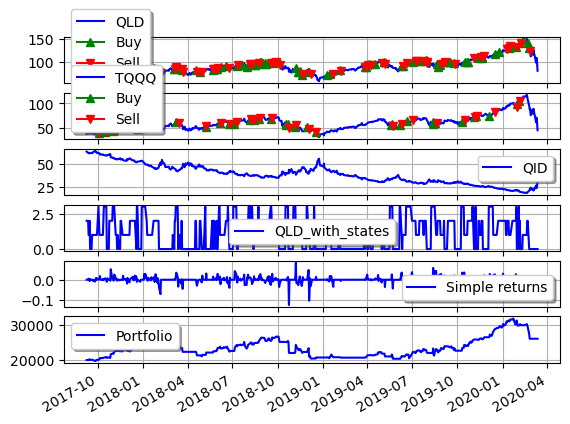 QLD
Buy
Sell
150
100
TQQQ
Buy
Sell
100
50
50
25
QID
2.5
0.0
QLD_with_states
0.0
−0.1
Simple returns
30000
20000
Portfolio
2017-10
2018-01
2018-04
2018-07
2018-10
2019-01
2019-04
2019-07
2019-10
2020-01
2020-04